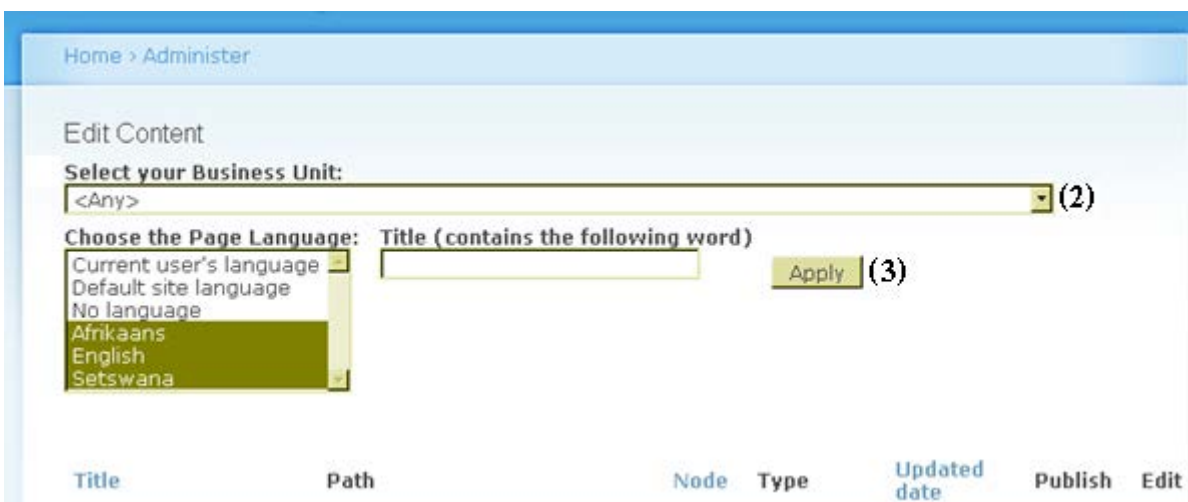 Home › Administer
Edit Content
Select your Business Unit:
<Any> (2)
Choose the Page Language: Title (contains the following word)
Current user's language
Default site language
No language
Afrikaans
English
Setswana
Apply (3)
Title Path Node Type Updated date Publish Edit